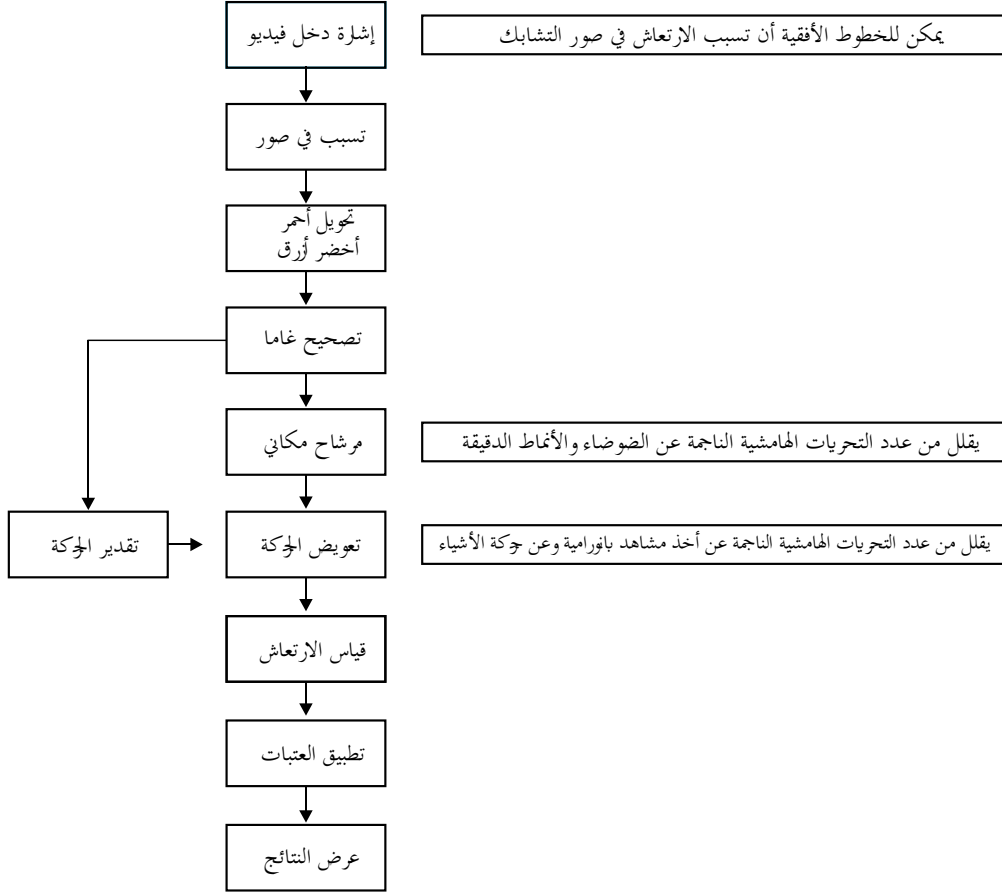 إشارة دخل فيديو
يمكن للخطوط الأفقية أن تسبب الارتعاش في صور التشابك
تسبب في صور
تحويل أحمر
أخضر أزرق
تصحيح غاما
مرشاح مكاني
يقلل من عدد التحريات الهامشية الناجمة عن الضوضاء والأنماط الدقيقة
تقدير الحركة
تعويض الحركة
يقلل من عدد التحريات الهامشية الناجمة عن أخذ مشاهد بانورامية وعن حركة الأشياء
قياس الارتعاش
تطبيق العتبات
عرض النتائج